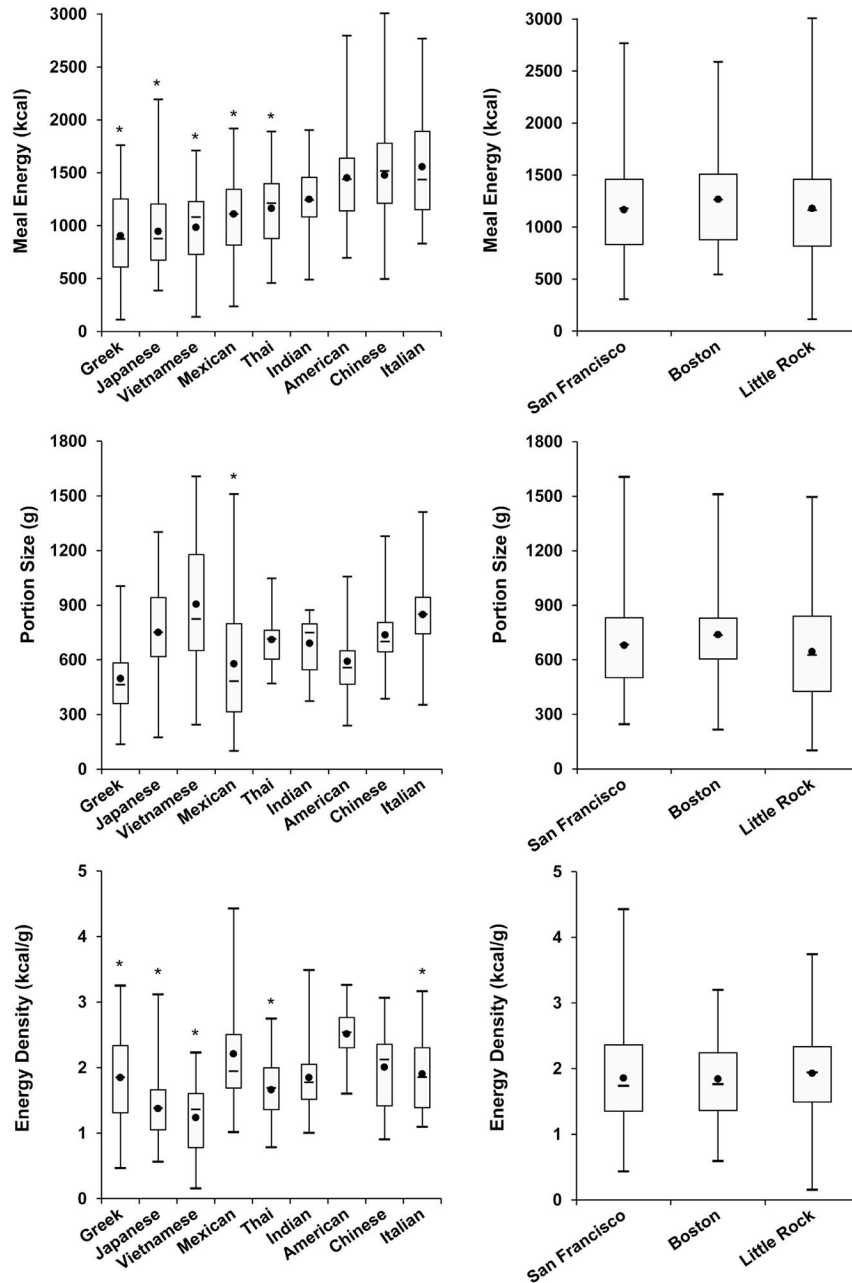 Meal Energy (kcal)
3000
2500
2000
1500
1000
500
0
* * * * *
Greek
Japanese
Vietnamese
Mexican
Thai
Indian
American
Chinese
Italian
Meal Energy (kcal)
3000
2500
2000
1500
1000
500
0
San Francisco
Boston
Little Rock
Portion Size (g)
1800
1500
1200
900
600
300
0
*
Greek
Japanese
Vietnamese
Mexican
Thai
Indian
American
Chinese
Italian
Portion Size (g)
1800
1500
1200
900
600
300
0
San Francisco
Boston
Little Rock
Energy Density (kcal/g)
5
4
3
2
1
0
* * * * *
Greek
Japanese
Vietnamese
Mexican
Thai
Indian
American
Chinese
Italian
Energy Density (kcal/g)
5
4
3
2
1
0
San Francisco
Boston
Little Rock